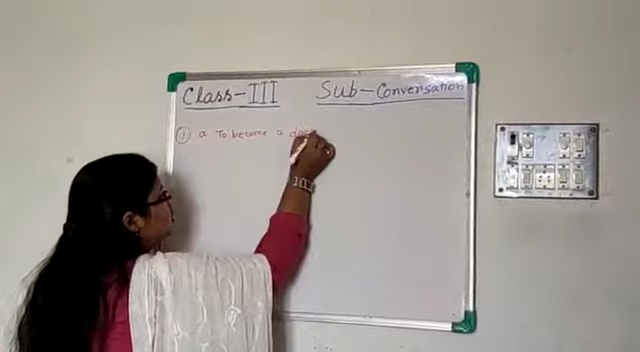 Class-III Sub-Conversation
① a To become a